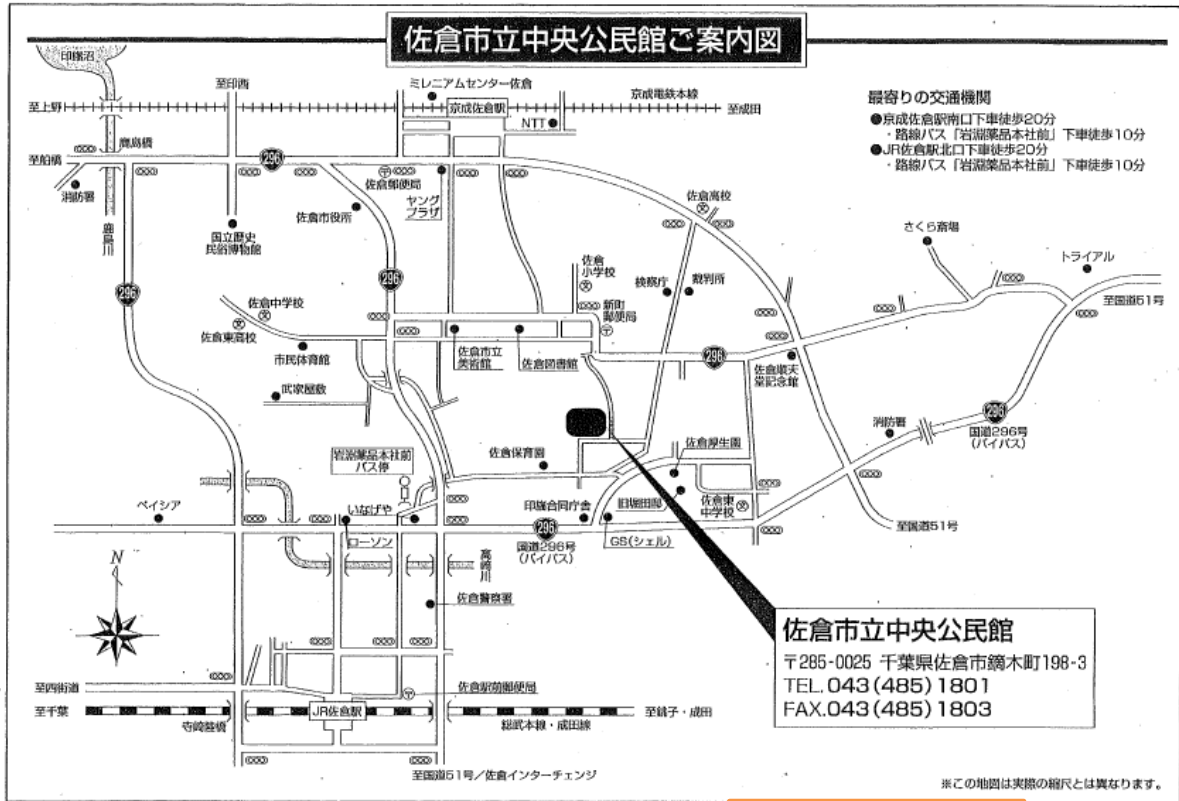 佐倉市立中央公民館ご案内図
印旛沼
至印西
ミレニアムセンター佐倉
至上野
京成佐倉駅
京成電鉄本線
至成田
NTT
最寄りの交通機関
●京成佐倉駅南口下車徒歩20分
・路線バス「岩淵薬品本社前」下車徒歩10分
●JR佐倉駅北口下車徒歩20分
・路線バス「岩淵薬品本社前」下車徒歩10分
鹿島橋
至船橋
296
消防署
鹿島川
国立歴史
民俗博物館
佐倉市役所
佐倉郵便局
ヤング
プラザ
佐倉高校
さくら斎場
トライアル
至国道51号
296
296
佐倉
小学校
検察庁
裁判所
新町
郵便局
佐倉中学校
佐倉東高校
市民体育館
佐倉市立
美術館
佐倉図書館
296
佐倉順天
堂記念館
武家屋敷
消防署
296
国道296号
(バイパス)
岩淵薬品本社前
バス停
佐倉保育園
佐倉厚生園
旧堀田邸
佐倉東
中学校
ベイシア
いなげや
ローソン
印旛合同庁舎
296
国道296号
(バイパス)
GS(シェル)
至国道51号
高崎川
N
佐倉警察署
佐倉市立中央公民館
〒285-0025 千葉県佐倉市鏑木町198-3
TEL.043(485)1801
FAX.043(485)1803
至四街道
佐倉駅前郵便局
至千葉
JR佐倉駅
至銚子・成田
寺崎陸橋
総武本線・成田線
至国道51号/佐倉インターチェンジ
※この地図は実際の縮尺とは異なります。